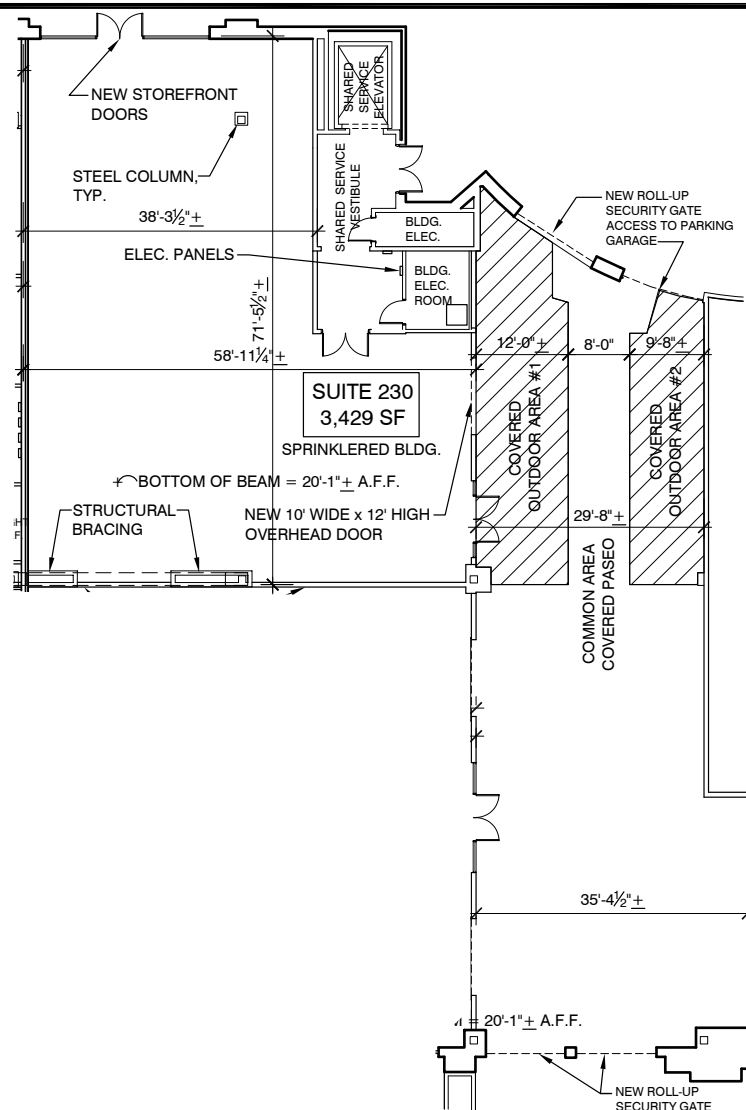 NEW STOREFRONT
DOORS
STEEL COLUMN,
TYP.
38'-3½"±
ELEC. PANELS
71'-5½"±
58'-11¼"±
SHARED
SERVICE
ELEVATOR
SHARED SERVICE
VESTIBULE
BLDG.
ELEC.
BLDG.
ELEC.
ROOM
NEW ROLL-UP
SECURITY GATE
ACCESS TO PARKING
GARAGE
12'-0"±
8'-0"
9'-8"±
SUITE 230
3,429 SF
SPRINKLERED BLDG.
COVERED
OUTDOOR AREA #1
COVERED
OUTDOOR AREA #2
BOTTOM OF BEAM = 20'-1"± A.F.F.
STRUCTURAL
BRACING
NEW 10' WIDE x 12' HIGH
OVERHEAD DOOR
29'-8"±
COMMON AREA
COVERED PASEO
35'-4½"±
= 20'-1"± A.F.F.
NEW ROLL-UP
SECURITY GATE